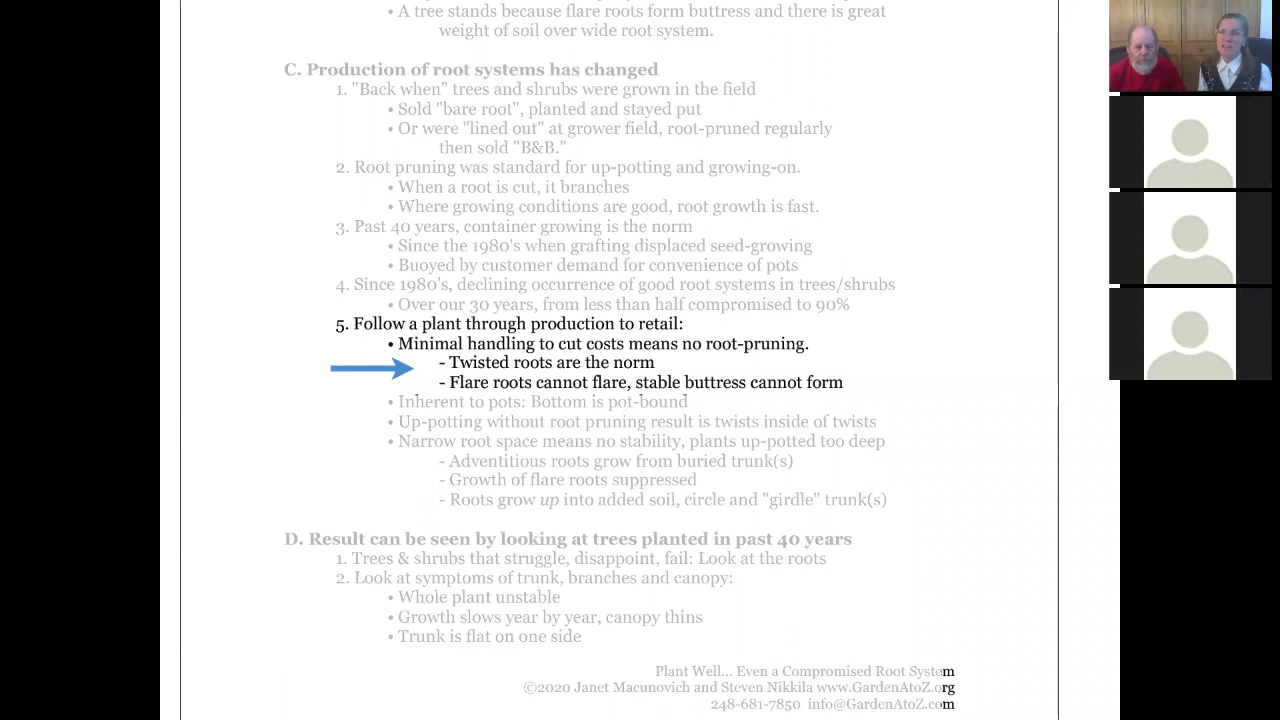 • A tree stands because flare roots form buttress and there is great
weight of soil over wide root system.
C. Production of root systems has changed
1. "Back when" trees and shrubs were grown in the field
• Sold "bare root", planted and stayed put
• Or were "lined out" at grower field, root-pruned regularly
then sold "B&B."
2. Root pruning was standard for up-potting and growing-on.
• When a root is cut, it branches
• Where growing conditions are good, root growth is fast.
3. Past 40 years, container growing is the norm
• Since the 1980's when grafting displaced seed-growing
• Buoyed by customer demand for convenience of pots
4. Since 1980's, declining occurrence of good root systems in trees/shrubs
• Over our 30 years, from less than half compromised to 90%
5. Follow a plant through production to retail:
• Minimal handling to cut costs means no root-pruning.
- Twisted roots are the norm
- Flare roots cannot flare, stable buttress cannot form
• Inherent to pots: Bottom is pot-bound
• Up-potting without root pruning result is twists inside of twists
• Narrow root space means no stability, plants up-potted too deep
- Adventitious roots grow from buried trunk(s)
- Growth of flare roots suppressed
- Roots grow up into added soil, circle and "girdle" trunk(s)
D. Result can be seen by looking at trees planted in past 40 years
1. Trees & shrubs that struggle, disappoint, fail: Look at the roots
2. Look at symptoms of trunk, branches and canopy:
• Whole plant unstable
• Growth slows year by year, canopy thins
• Trunk is flat on one side
Plant Well... Even a Compromised Root System
©2020 Janet Macunovich and Steven Nikkila www.GardenAtoZ.org
248-681-7850 info@GardenAtoZ.com